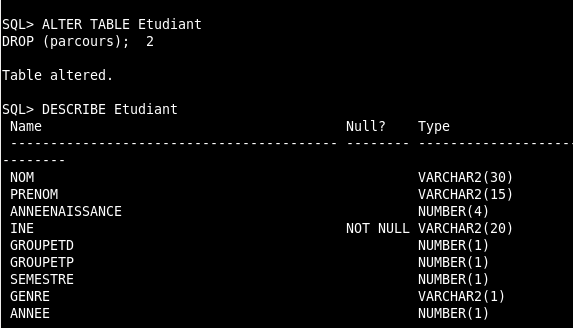 SQL> ALTER TABLE Etudiant
DROP (parcours);  2
Table altered.
SQL> DESCRIBE Etudiant
 Name                                      Null?    Type
 ----------------------------------------- -------- -------------------
--------
 NOM                                                VARCHAR2(30)
 PRENOM                                             VARCHAR2(15)
 ANNEENAISSANCE                                     NUMBER(4)
 INE                                       NOT NULL VARCHAR2(20)
 GROUPETD                                           NUMBER(1)
 GROUPETP                                           NUMBER(1)
 SEMESTRE                                           NUMBER(1)
 GENRE                                              VARCHAR2(1)
 ANNEE                                              NUMBER(1)